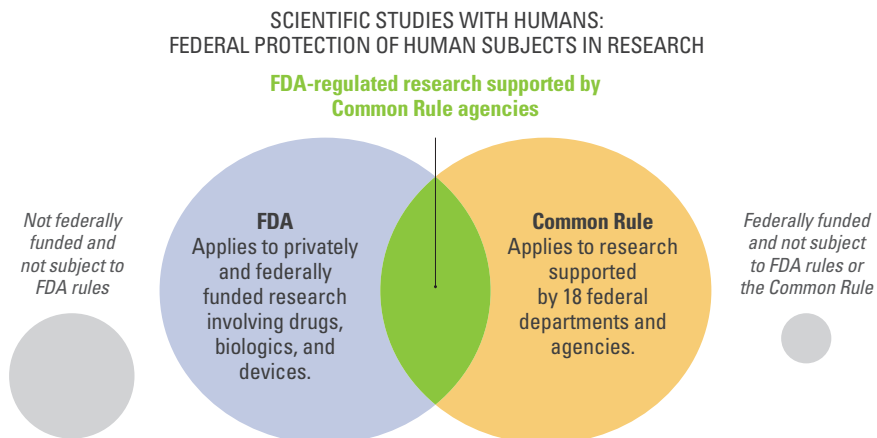 SCIENTIFIC STUDIES WITH HUMANS:
FEDERAL PROTECTION OF HUMAN SUBJECTS IN RESEARCH
FDA-regulated research supported by
Common Rule agencies
Not federally
funded and
not subject to
FDA rules
FDA
Applies to privately
and federally
funded research
involving drugs,
biologics, and
devices.
Common Rule
Applies to research
supported
by 18 federal
departments and
agencies.
Federally funded
and not subject
to FDA rules or
the Common Rule